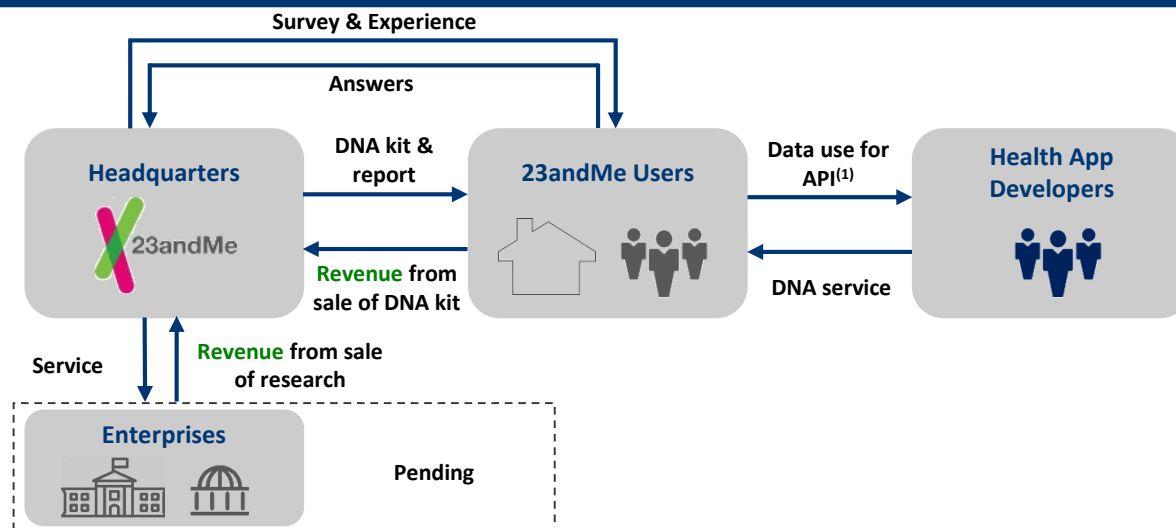 Survey & Experience
Answers
Headquarters
23andMe
DNA kit &
report
Revenue from
sale of DNA kit
23andMe Users
Data use for
API(1)
DNA service
Health App
Developers
Service
Revenue from sale
of research
Enterprises
Pending